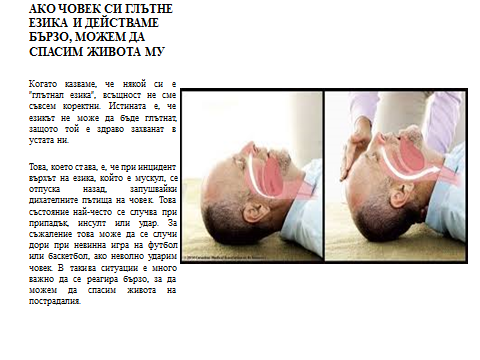 АКО ЧОВЕК СИ ГЛЪТНЕ
ЕЗИКА И ДЕЙСТВАМЕ
БЪРЗО, МОЖЕМ ДА
СПАСИМ ЖИВОТА МУ
Когато казваме, че някой си е
"глътнал езика", всъщност не сме
съвсем коректни. Истината е, че
езикът не може да бъде глътнат,
защото той е здраво захванат в
устата ни.
Това, което става, е, че при инцидент
върхът на езика, който е мускул, се
отпуска назад, запушвайки
дихателните пътища на човек. Това
състояние най-често се случва при
припадък, инсулт или удар. За
съжаление това може да се случи
дори при невинна игра на футбол
или баскетбол, ако неволно ударим
човек. В такива ситуации е много
важно да се реагира бързо, за да
можем да спасим живота на
пострадалия.